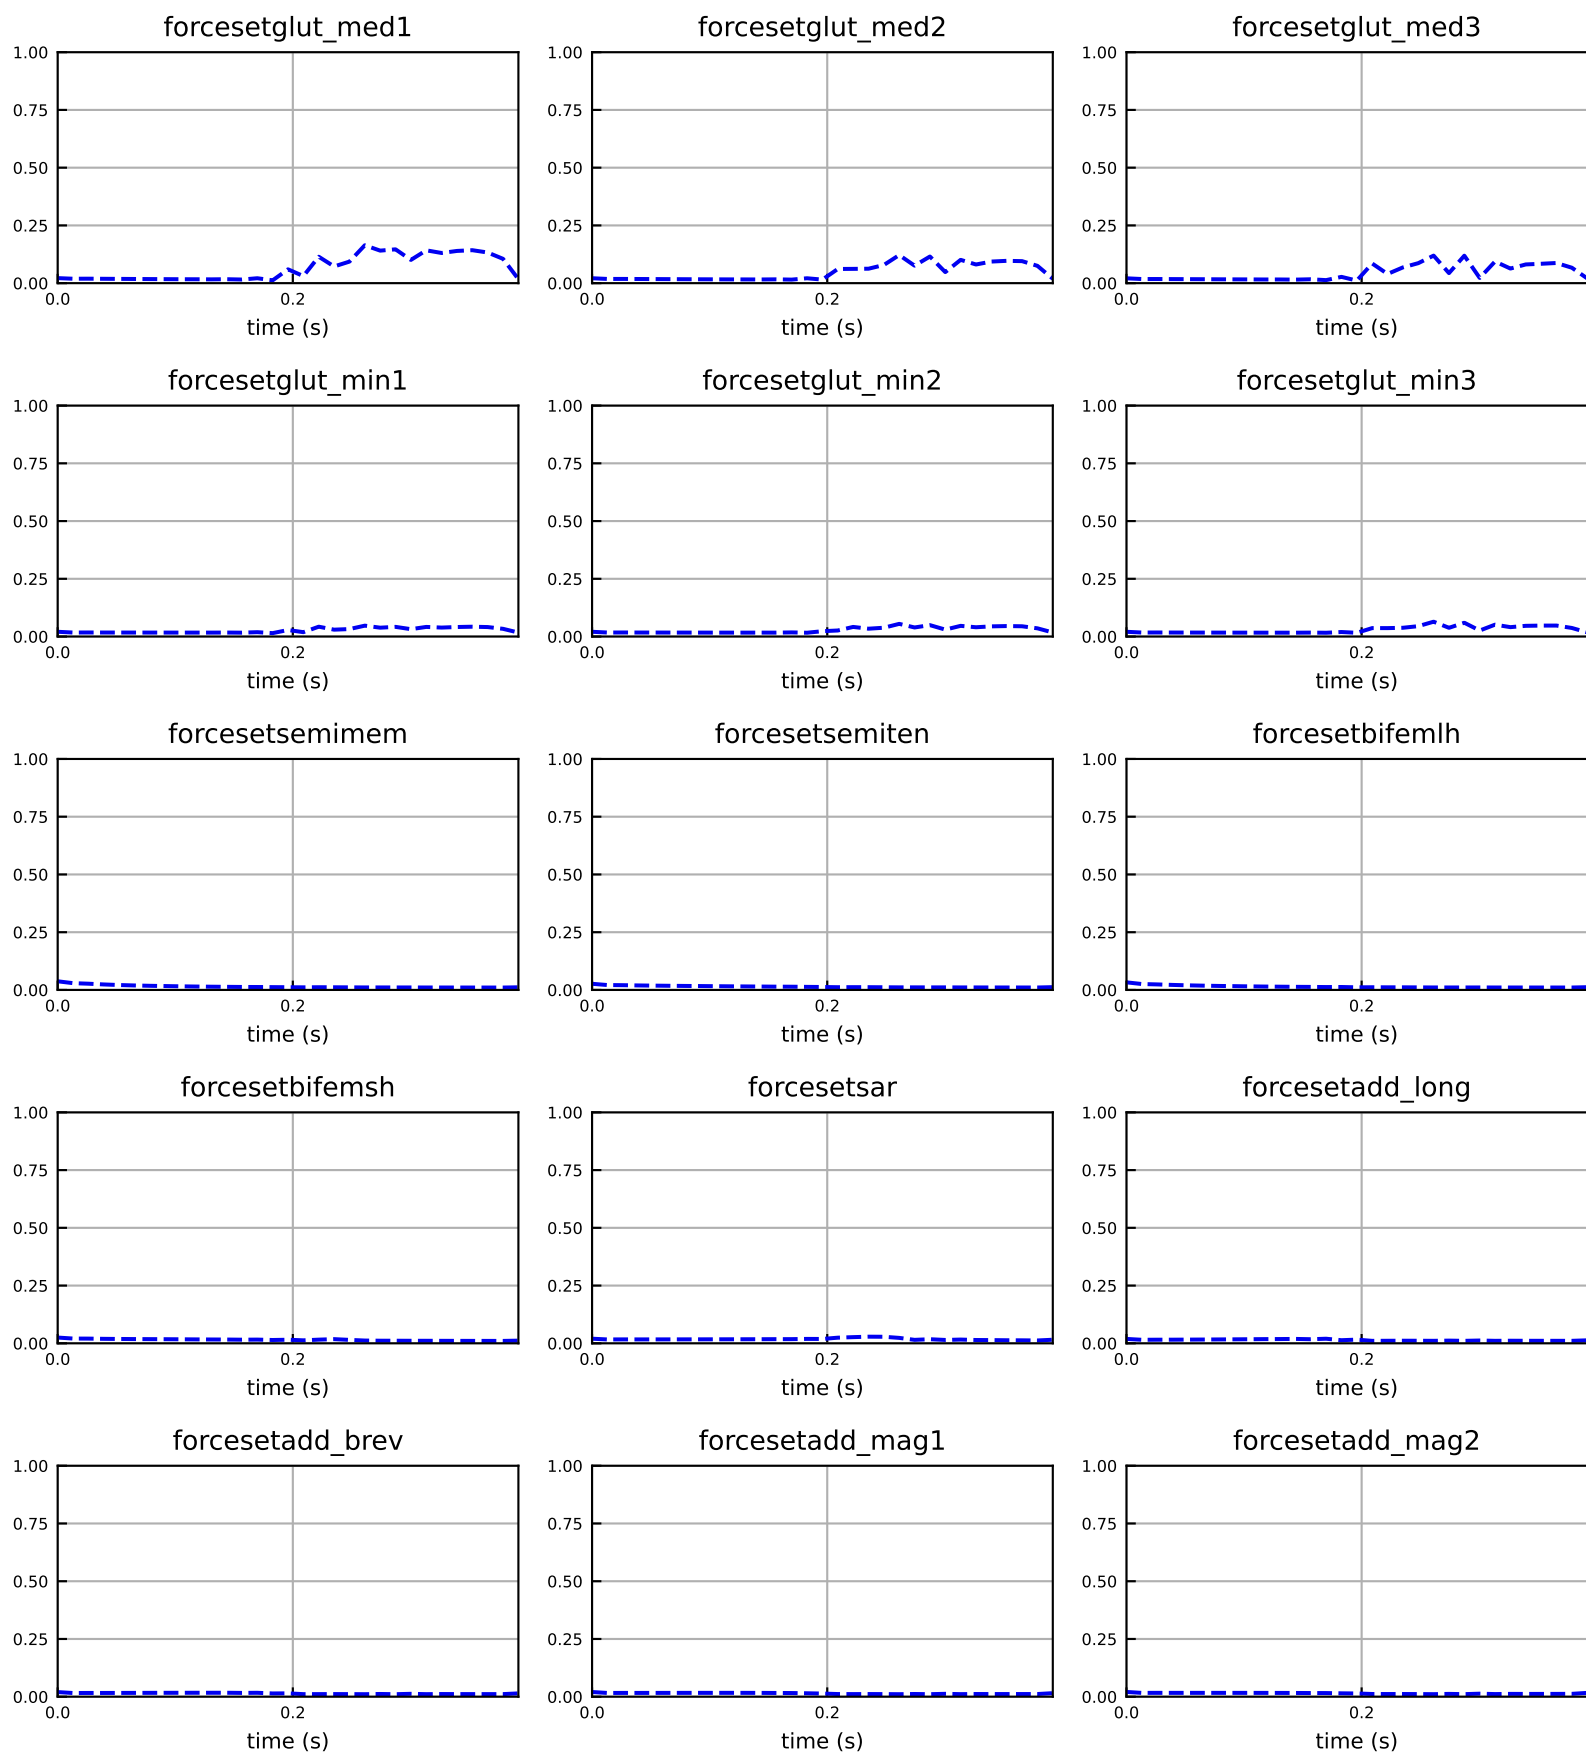 forcesetglut_med1 forcesetglut_med2 forcesetglut_med3
1.00 1.00 1.00
0.75 0.75 0.75
0.50 0.50 0.50
0.25 0.25 0.25
0.00 0.00 0.00
0.0 0.2 0.0 0.2 0.0 0.2
time (s) time (s) time (s)
forcesetglut_min1 forcesetglut_min2 forcesetglut_min3
1.00 1.00 1.00
0.75 0.75 0.75
0.50 0.50 0.50
0.25 0.25 0.25
0.00 0.00 0.00
0.0 0.2 0.0 0.2 0.0 0.2
time (s) time (s) time (s)
forcesetsemimem forcesetsemiten forcesetbifemlh
1.00 1.00 1.00
0.75 0.75 0.75
0.50 0.50 0.50
0.25 0.25 0.25
0.00 0.00 0.00
0.0 0.2 0.0 0.2 0.0 0.2
time (s) time (s) time (s)
forcesetbifemsh forcesetsar forcesetadd_long
1.00 1.00 1.00
0.75 0.75 0.75
0.50 0.50 0.50
0.25 0.25 0.25
0.00 0.00 0.00
0.0 0.2 0.0 0.2 0.0 0.2
time (s) time (s) time (s)
forcesetadd_brev forcesetadd_mag1 forcesetadd_mag2
1.00 1.00 1.00
0.75 0.75 0.75
0.50 0.50 0.50
0.25 0.25 0.25
0.00 0.00 0.00
0.0 0.2 0.0 0.2 0.0 0.2
time (s) time (s) time (s)